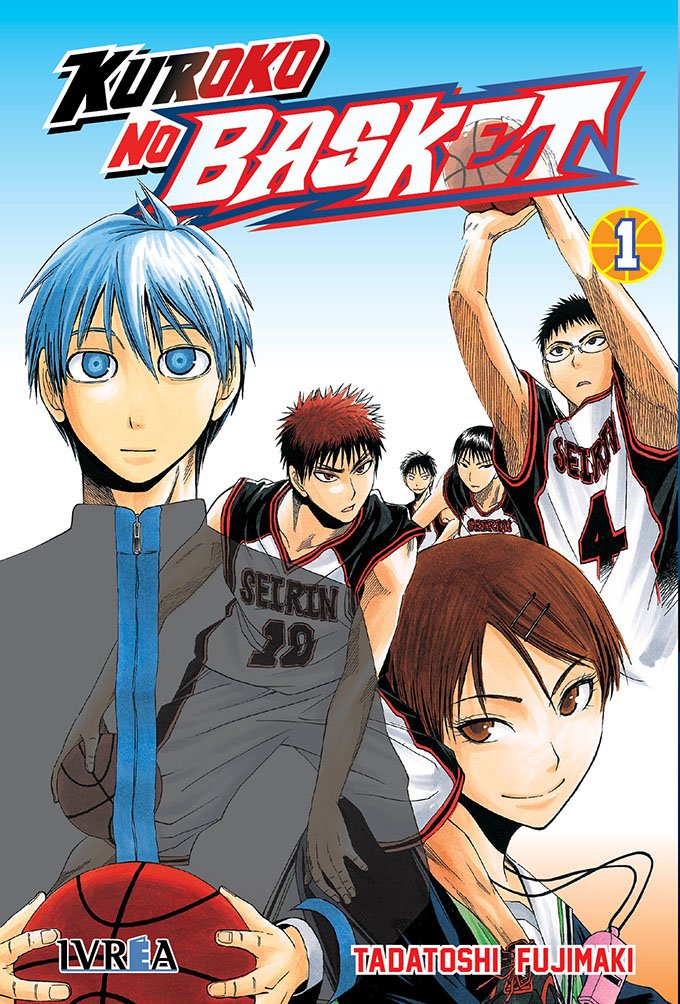 KUROKO
NO BASKET
1
SEIRIN
4
SEIRIN
SEIRIN
10
IVREA
TADATOSHI FUJIMAKI